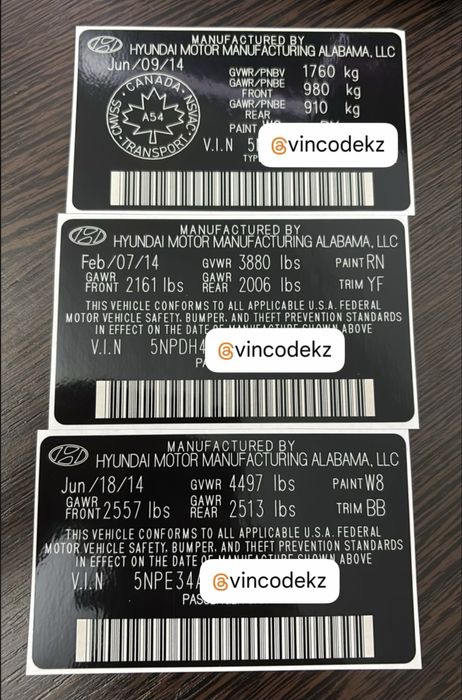 MANUFACTURED BY
HYUNDAI MOTOR MANUFACTURING ALABAMA, LLC
Jun/09/14
GVWR/PNBV 1760 kg
GAWR/PNBE FRONT 980 kg
GAWR/PNBE REAR 910 kg
CANADA
CMVSS A54 NSVAC
TRANSPORT
PAINT
V.I.N
@vincodekz
MANUFACTURED BY
HYUNDAI MOTOR MANUFACTURING ALABAMA, LLC
Feb/07/14 GVWR 3880 lbs PAINT RN
GAWR FRONT 2161 lbs GAWR REAR 2006 lbs TRIM YF
THIS VEHICLE CONFORMS TO ALL APPLICABLE U.S.A. FEDERAL
MOTOR VEHICLE SAFETY, BUMPER, AND THEFT PREVENTION STANDARDS
IN EFFECT ON THE DATE OF MANUFACTURE SHOWN ABOVE
V.I.N 5NPDH4
@vincodekz
MANUFACTURED BY
HYUNDAI MOTOR MANUFACTURING ALABAMA, LLC
Jun/18/14 GVWR 4497 lbs PAINT W8
GAWR FRONT 2557 lbs GAWR REAR 2513 lbs TRIM BB
THIS VEHICLE CONFORMS TO ALL APPLICABLE U.S.A. FEDERAL
MOTOR VEHICLE SAFETY, BUMPER, AND THEFT PREVENTION STANDARDS
IN EFFECT ON THE DATE OF MANUFACTURE SHOWN ABOVE
V.I.N 5NPE34
@vincodekz